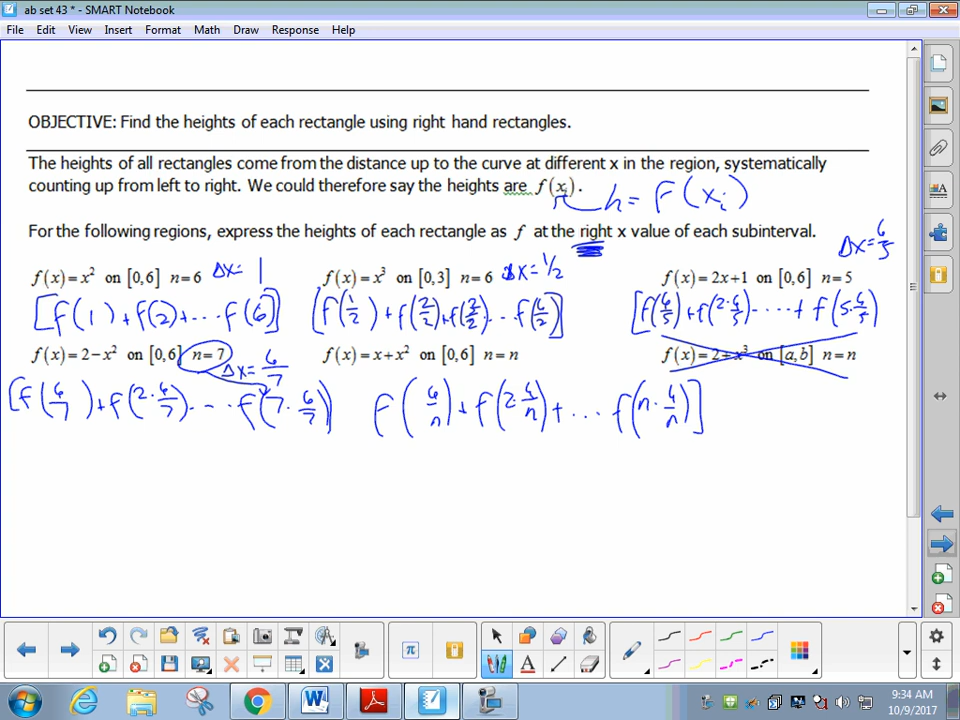 ab set 43 * - SMART Notebook
File Edit View Insert Format Math Draw Response Help
OBJECTIVE: Find the heights of each rectangle using right hand rectangles.
The heights of all rectangles come from the distance up to the curve at different x in the region, systematically
counting up from left to right. We could therefore say the heights are f(xᵢ).
h = F(xᵢ)
For the following regions, express the heights of each rectangle as f at the right x value of each subinterval.
f(x)=x² on [0,6] n=6 Δx= 1
f(x)=x³ on [0,3] n=6 Δx=1/2
f(x)=2x+1 on [0,6] n=5 Δx=6/5
[f(1)+f(2)+...f(6)]
[f(1/2)+f(2/2)+f(3/2)...f(6/2)]
[f(6/5)+f(2·6/5)....+f(5·6/5)
f(x)=2-x² on [0,6] n=7 Δx=6/7
f(x)=x+x² on [0,6] n=n
f(x)=2+x³ on [a,b] n=n
[f(6/7)+f(2·6/7)...f(7·6/7)]
F(6/n)+f(2·6/n)+...f(n·6/n)]
π
A
W
9:34 AM
10/9/2017